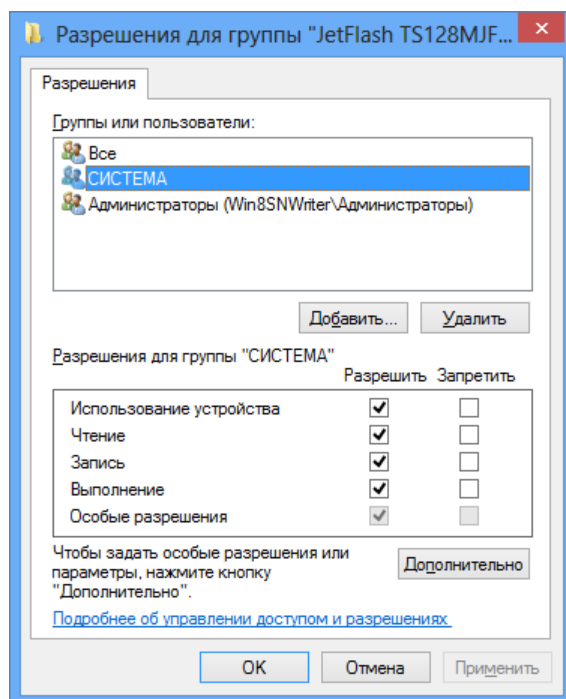 Разрешения для группы "JetFlash TS128MJF...
Разрешения
Группы или пользователи:
Все
СИСТЕМА
Администраторы (Win8SNWriter\Администраторы)
Добавить...
Удалить
Разрешения для группы "СИСТЕМА"
Разрешить Запретить
Использование устройства
Чтение
Запись
Выполнение
Особые разрешения
Чтобы задать особые разрешения или
параметры, нажмите кнопку
"Дополнительно".
Дополнительно
Подробнее об управлении доступом и разрешениях
OK
Отмена
Применить